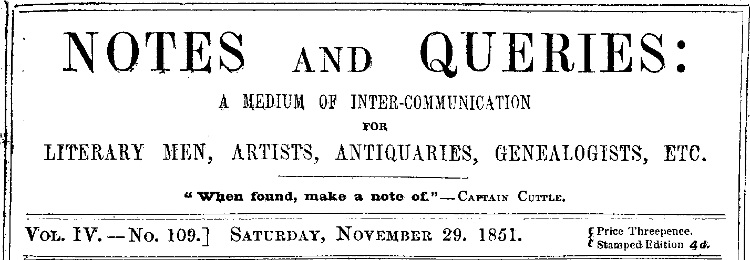 NOTES AND QUERIES:
A MEDIUM OF INTER-COMMUNICATION
FOR
LITERARY MEN, ARTISTS, ANTIQUARIES, GENEALOGISTS, ETC.
"When found, make a note of."—CAPTAIN CUTTLE.
VOL. IV.—No. 109.] SATURDAY, NOVEMBER 29. 1851. { Price Threepence.
{ Stamped Edition 4d.